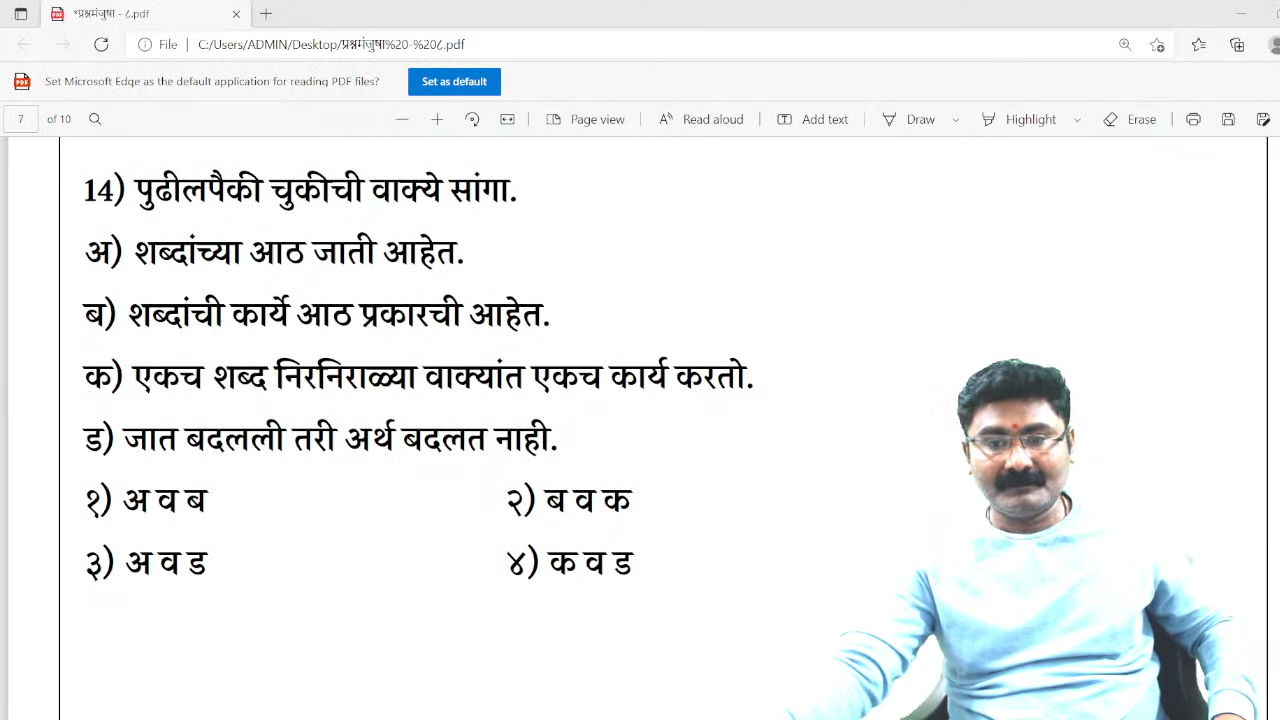 *प्रश्नमंजुषा - ८.pdf
File | C:/Users/ADMIN/Desktop/प्रश्नमंजुषा%20-%20८.pdf
Set Microsoft Edge as the default application for reading PDF files? Set as default
7 of 10 Page view Read aloud Add text Draw Highlight Erase
14) पुढीलपैकी चुकीची वाक्ये सांगा.
अ) शब्दांच्या आठ जाती आहेत.
ब) शब्दांची कार्ये आठ प्रकारची आहेत.
क) एकच शब्द निरनिराळ्या वाक्यांत एकच कार्य करतो.
ड) जात बदलली तरी अर्थ बदलत नाही.
१) अ व ब २) ब व क
३) अ व ड ४) क व ड